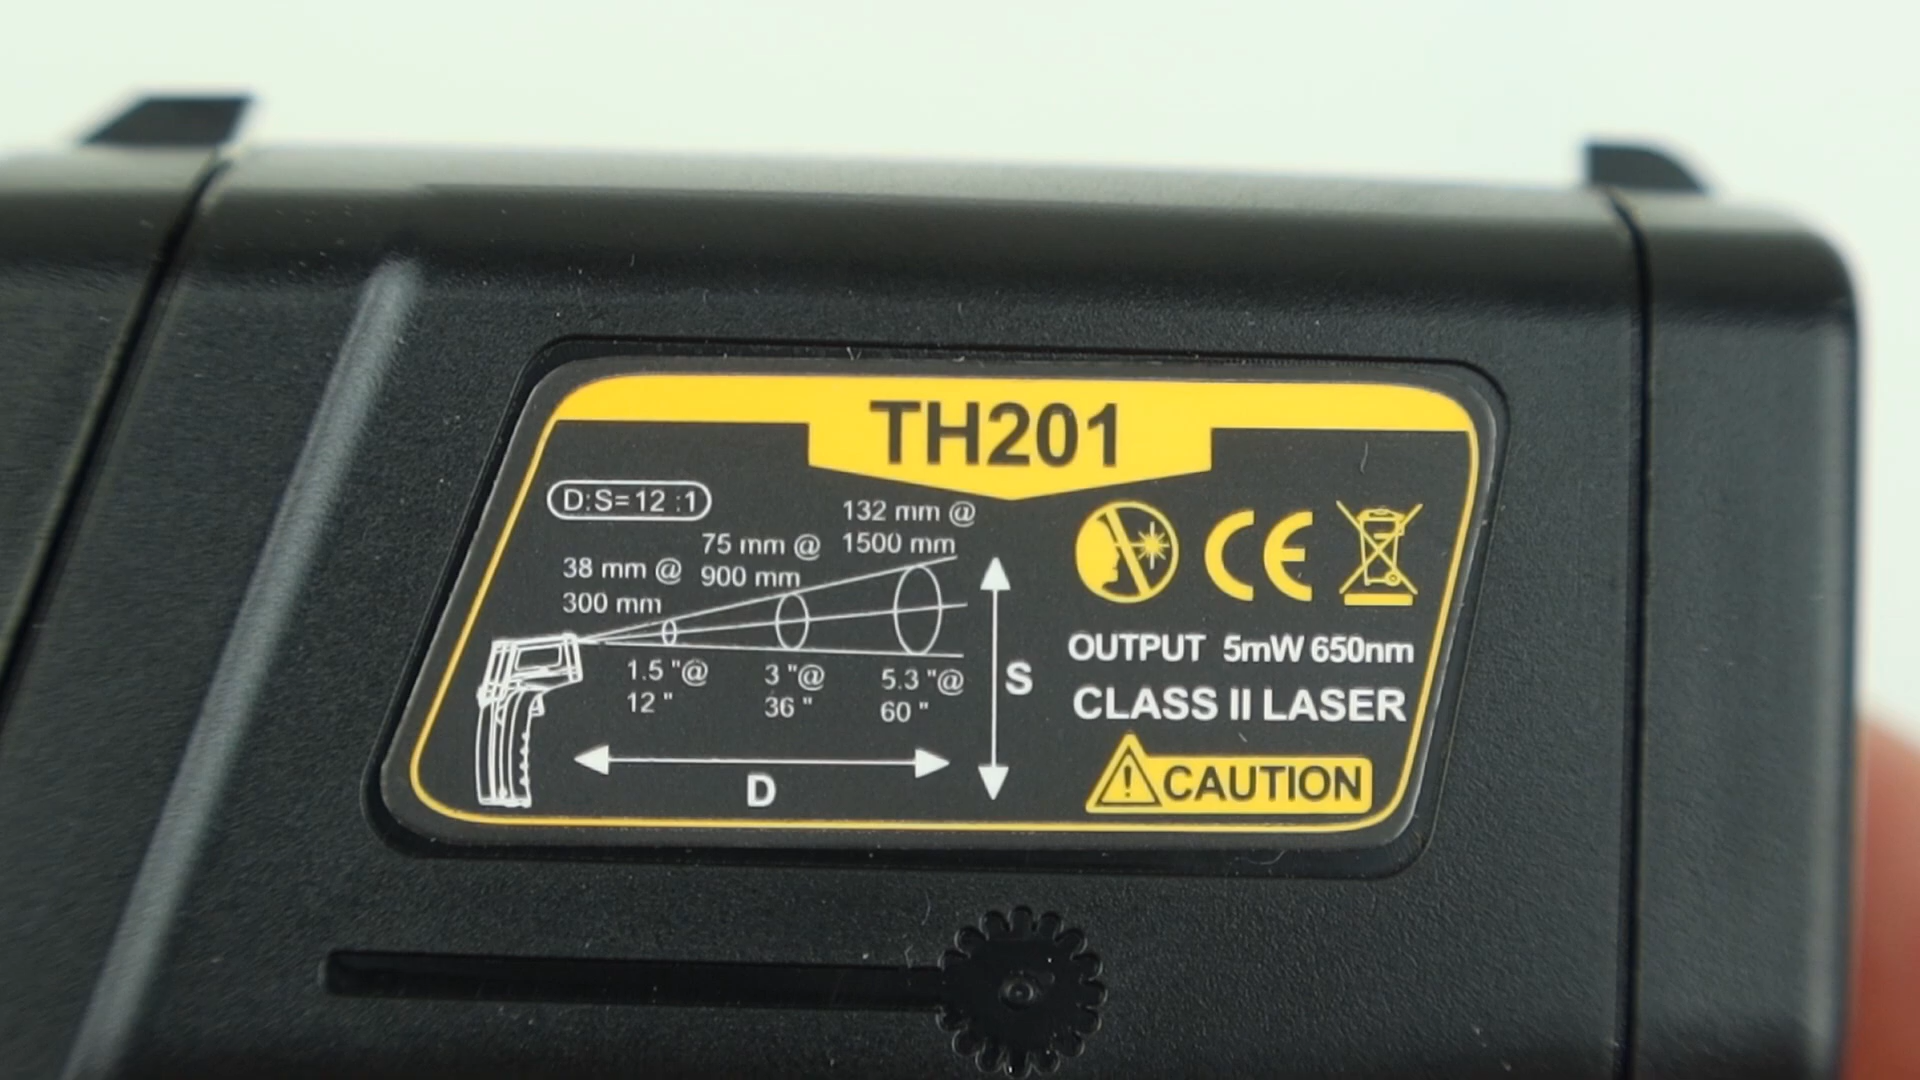 TH201
D:S=12:1
38 mm @
300 mm
75 mm @
900 mm
132 mm @
1500 mm
1.5 "@
12 "
3 "@
36 "
5.3 "@
60 "
S
D
CE
OUTPUT 5mW 650nm
CLASS II LASER
CAUTION